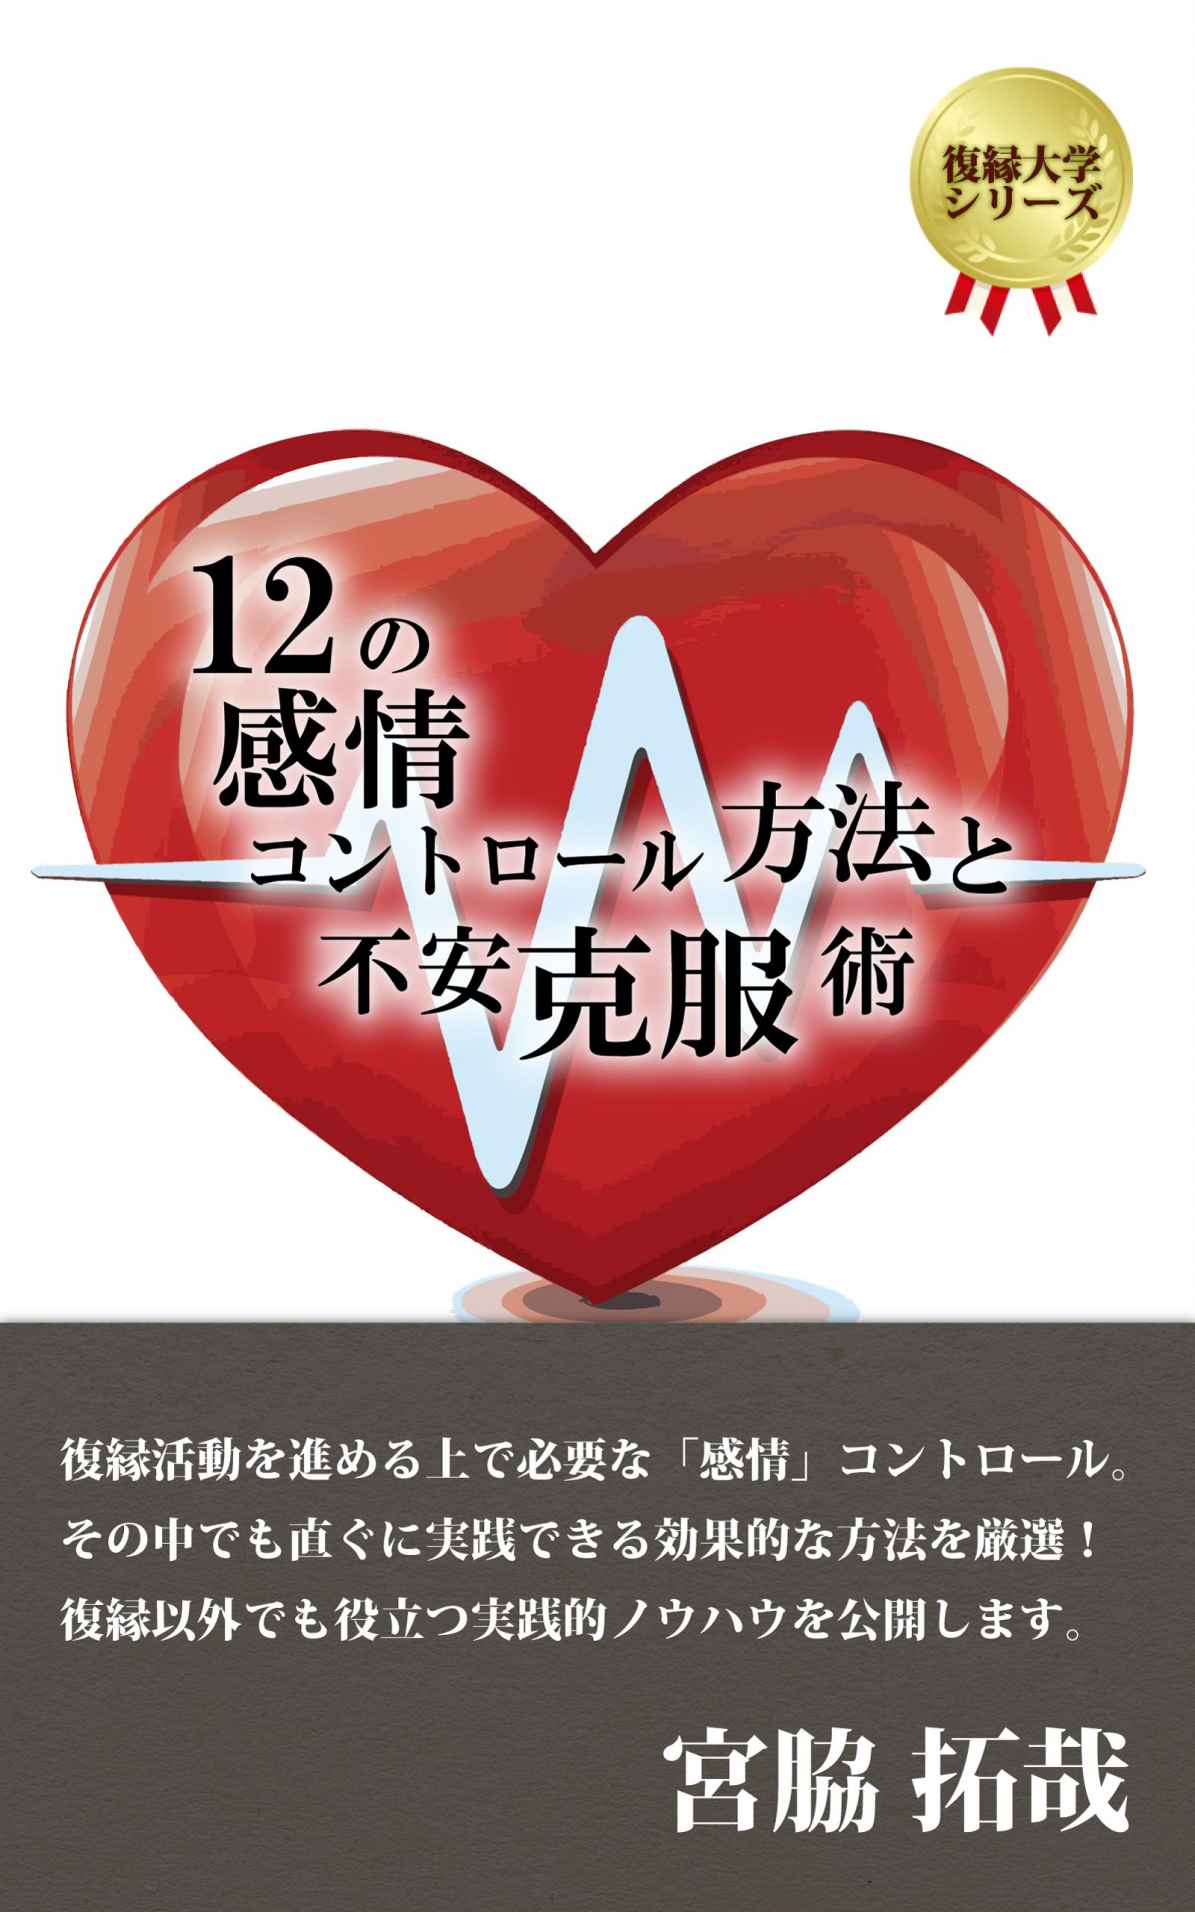 復縁大学
シリーズ
12の
感情
コントロール方法と
不安克服術
復縁活動を進める上で必要な「感情」コントロール。
その中でも直ぐに実践できる効果的な方法を厳選！
復縁以外でも役立つ実践的ノウハウを公開します。
宮脇 拓哉